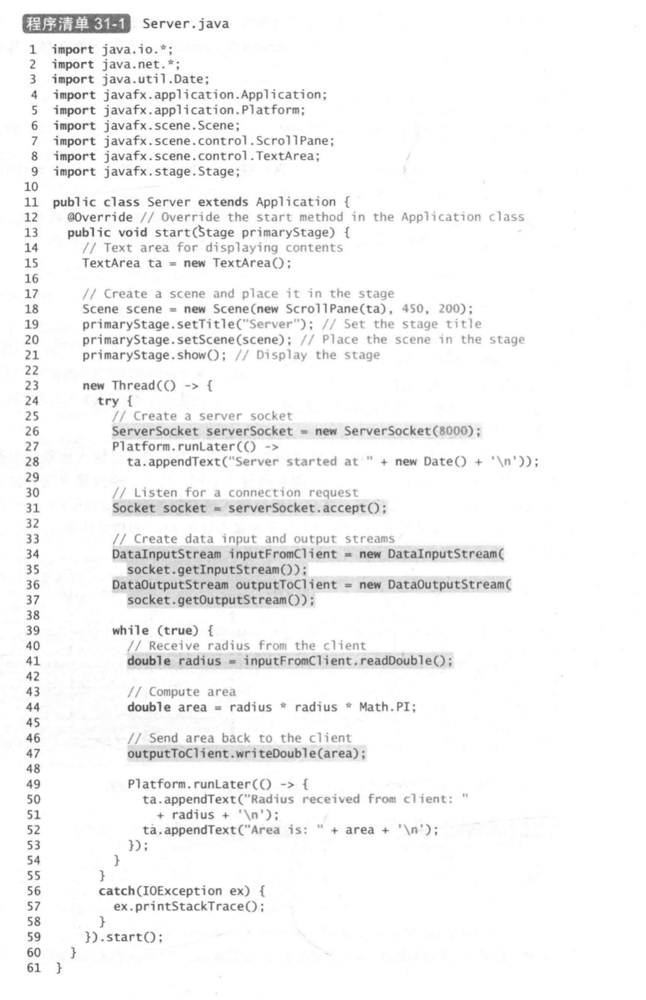 程序清单 31-1 Server.java
1 import java.io.*;
2 import java.net.*;
3 import java.util.Date;
4 import javafx.application.Application;
5 import javafx.application.Platform;
6 import javafx.scene.Scene;
7 import javafx.scene.control.ScrollPane;
8 import javafx.scene.control.TextArea;
9 import javafx.stage.Stage;
10
11 public class Server extends Application {
12   @Override // Override the start method in the Application class
13   public void start(Stage primaryStage) {
14     // Text area for displaying contents
15     TextArea ta = new TextArea();
16
17     // Create a scene and place it in the stage
18     Scene scene = new Scene(new ScrollPane(ta), 450, 200);
19     primaryStage.setTitle("Server"); // Set the stage title
20     primaryStage.setScene(scene); // Place the scene in the stage
21     primaryStage.show(); // Display the stage
22
23     new Thread(() -> {
24       try {
25         // Create a server socket
26         ServerSocket serverSocket = new ServerSocket(8000);
27         Platform.runLater(() ->
28           ta.appendText("Server started at " + new Date() + '\n'));
29
30         // Listen for a connection request
31         Socket socket = serverSocket.accept();
32
33         // Create data input and output streams
34         DataInputStream inputFromClient = new DataInputStream(
35           socket.getInputStream());
36         DataOutputStream outputToClient = new DataOutputStream(
37           socket.getOutputStream());
38
39         while (true) {
40           // Receive radius from the client
41           double radius = inputFromClient.readDouble();
42
43           // Compute area
44           double area = radius * radius * Math.PI;
45
46           // Send area back to the client
47           outputToClient.writeDouble(area);
48
49           Platform.runLater(() -> {
50             ta.appendText("Radius received from client: "
51               + radius + '\n');
52             ta.appendText("Area is: " + area + '\n');
53           });
54         }
55       }
56       catch(IOException ex) {
57         ex.printStackTrace();
58       }
59     }).start();
60   }
61 }